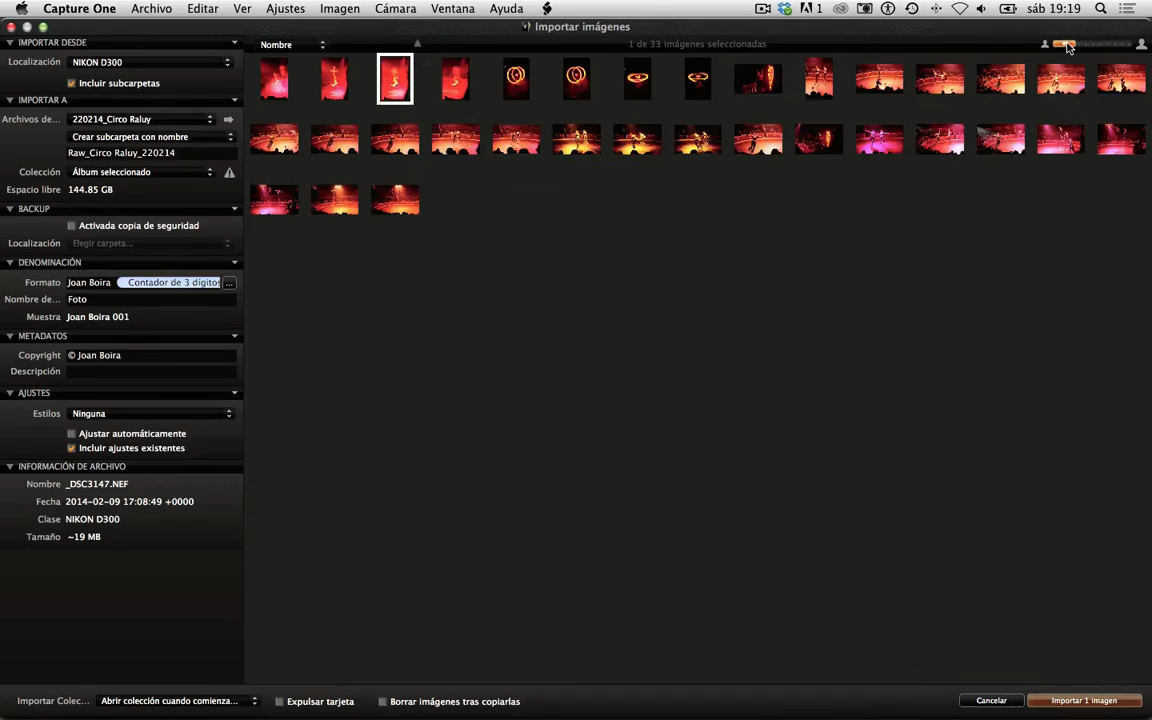 Capture One Archivo Editar Ver Ajustes Imagen Cámara Ventana Ayuda 1 sáb 19:19
Importar imágenes
IMPORTAR DESDE
Nombre
1 de 33 imágenes seleccionadas
Localización NIKON D300
Incluir subcarpetas
IMPORTAR A
Archivos de... 220214_Circo Raluy
Crear subcarpeta con nombre
Raw_Circo Raluy_220214
Colección Álbum seleccionado
Espacio libre 144.85 GB
BACKUP
Activada copia de seguridad
Localización Elegir carpeta...
DENOMINACIÓN
Formato Joan Boira Contador de 3 dígitos ...
Nombre de... Foto
Muestra Joan Boira 001
METADATOS
Copyright © Joan Boira
Descripción
AJUSTES
Estilos Ninguna
Ajustar automáticamente
Incluir ajustes existentes
INFORMACIÓN DE ARCHIVO
Nombre _DSC3147.NEF
Fecha 2014-02-09 17:08:49 +0000
Clase NIKON D300
Tamaño ~19 MB
Importar Colec... Abrir colección cuando comienza... Expulsar tarjeta Borrar imágenes tras copiarlas Cancelar Importar 1 imagen